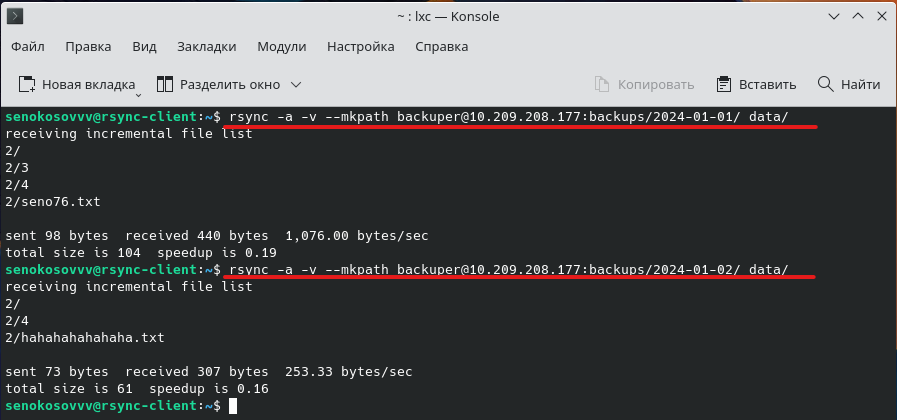 ~ : lxc — Konsole
Файл Правка Вид Закладки Модули Настройка Справка
Новая вкладка Разделить окно Копировать Вставить Найти
senokosovvv@rsync-client:~$ rsync -a -v --mkpath backuper@10.209.208.177:backups/2024-01-01/ data/
receiving incremental file list
2/
2/3
2/4
2/seno76.txt
sent 98 bytes  received 440 bytes  1,076.00 bytes/sec
total size is 104  speedup is 0.19
senokosovvv@rsync-client:~$ rsync -a -v --mkpath backuper@10.209.208.177:backups/2024-01-02/ data/
receiving incremental file list
2/
2/4
2/hahahahahahaha.txt
sent 73 bytes  received 307 bytes  253.33 bytes/sec
total size is 61  speedup is 0.16
senokosovvv@rsync-client:~$